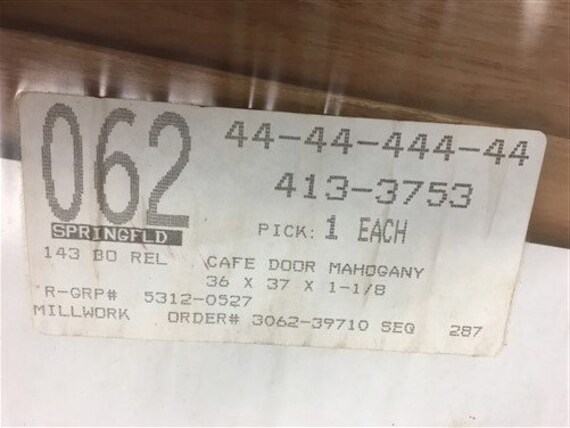 062 44-44-444-44
413-3753
SPRINGFLD PICK: 1 EACH
143 BO REL CAFE DOOR MAHOGANY
36 X 37 X 1-1/8
R-GRP# 5312-0527
MILLWORK ORDER# 3062-39710 SEQ 287